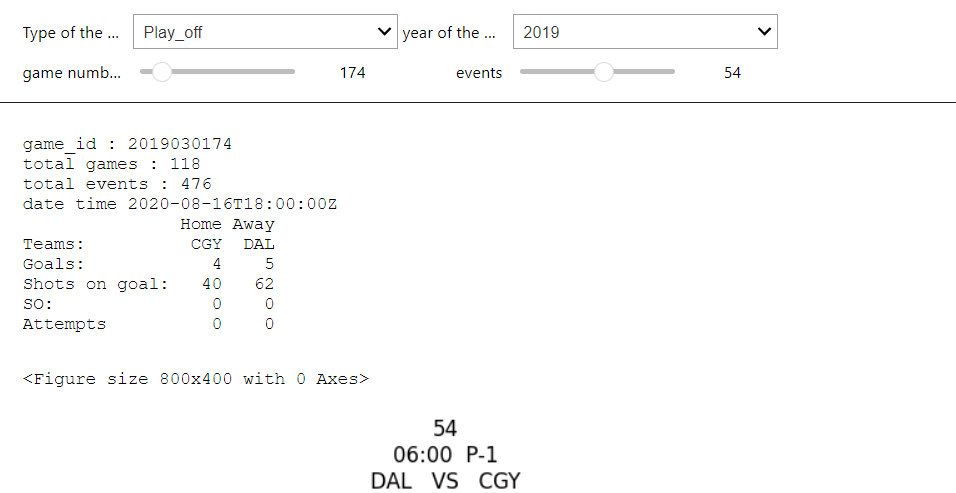 Type of the ... Play_off year of the ... 2019
game numb... 174 events 54
game_id : 2019030174
total games : 118
total events : 476
date time 2020-08-16T18:00:00Z
Home Away
Teams: CGY DAL
Goals: 4 5
Shots on goal: 40 62
SO: 0 0
Attempts 0 0
<Figure size 800x400 with 0 Axes>
54
06:00 P-1
DAL VS CGY